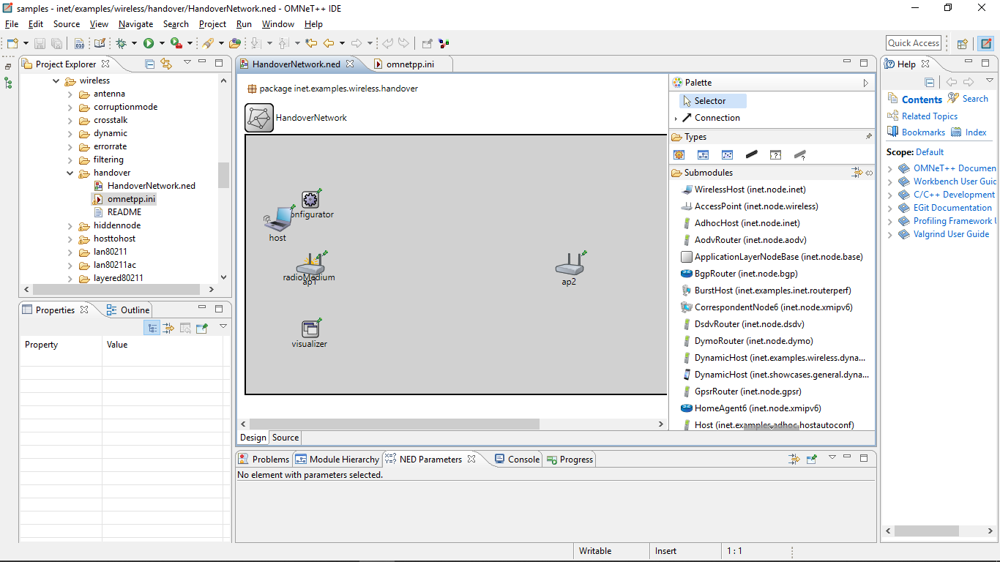 samples - inet/examples/wireless/handover/HandoverNetwork.ned - OMNeT++ IDE
File Edit Source View Navigate Search Project Run Window Help
Quick Access
Project Explorer
wireless
antenna
corruptionmode
crosstalk
dynamic
errorrate
filtering
handover
HandoverNetwork.ned
omnetpp.ini
README
hiddennode
hosttohost
lan80211
lan80211ac
layered80211
Properties Outline
Property Value
HandoverNetwork.ned omnetpp.ini
package inet.examples.wireless.handover
HandoverNetwork
onfigurator
host
radioMedium
ap1
ap2
visualizer
Design Source
Palette
Selector
Connection
Types
Submodules
WirelessHost (inet.node.inet)
AccessPoint (inet.node.wireless)
AdhocHost (inet.node.inet)
AodvRouter (inet.node.aodv)
ApplicationLayerNodeBase (inet.node.base)
BgpRouter (inet.node.bgp)
BurstHost (inet.examples.inet.routerperf)
CorrespondentNode6 (inet.node.xmipv6)
DsdvRouter (inet.node.dsdv)
DymoRouter (inet.node.dymo)
DynamicHost (inet.examples.wireless.dyna...
DynamicHost (inet.showcases.general.dyna...
GpsrRouter (inet.node.gpsr)
HomeAgent6 (inet.node.xmipv6)
Host (inet.examples.adhoc.hostautoconf)
Problems Module Hierarchy NED Parameters Console Progress
No element with parameters selected.
Help
Contents Search
Related Topics
Bookmarks Index
Scope: Default
OMNeT++ Documen
Workbench User Guid
C/C++ Development
EGit Documentation
Profiling Framework U
Valgrind User Guide
Writable Insert 1 : 1